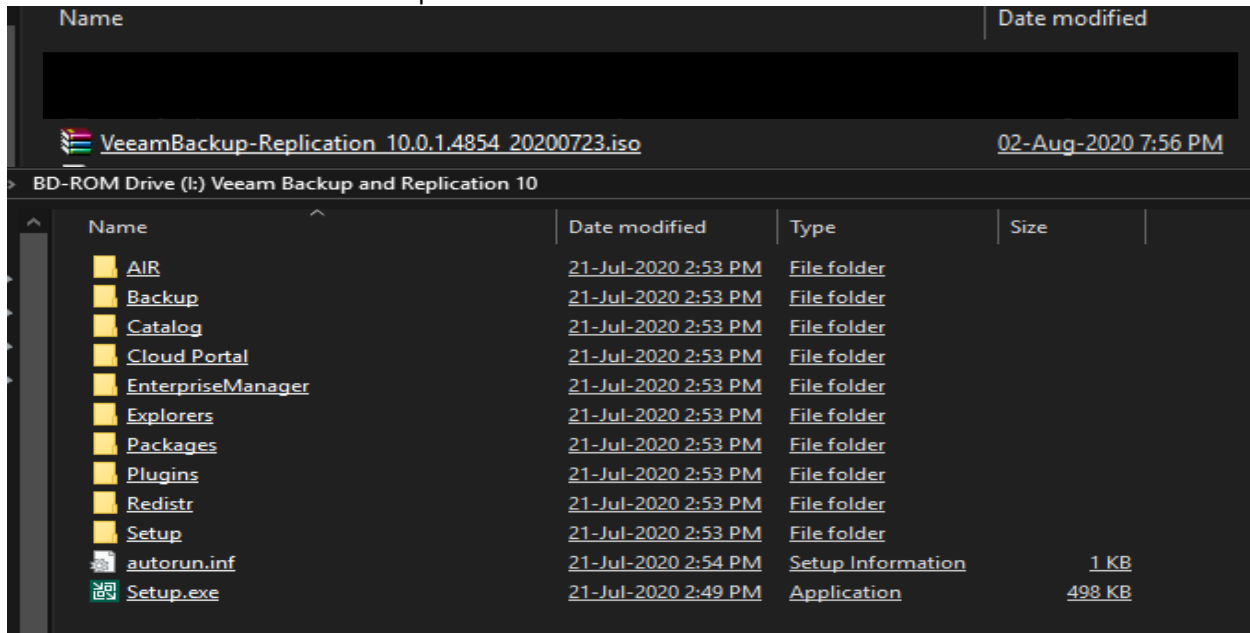 Name Date modified
VeeamBackup-Replication_10.0.1.4854_20200723.iso 02-Aug-2020 7:56 PM
BD-ROM Drive (I:) Veeam Backup and Replication 10
Name Date modified Type Size
AIR 21-Jul-2020 2:53 PM File folder
Backup 21-Jul-2020 2:53 PM File folder
Catalog 21-Jul-2020 2:53 PM File folder
Cloud Portal 21-Jul-2020 2:53 PM File folder
EnterpriseManager 21-Jul-2020 2:53 PM File folder
Explorers 21-Jul-2020 2:53 PM File folder
Packages 21-Jul-2020 2:53 PM File folder
Plugins 21-Jul-2020 2:53 PM File folder
Redistr 21-Jul-2020 2:53 PM File folder
Setup 21-Jul-2020 2:53 PM File folder
autorun.inf 21-Jul-2020 2:54 PM Setup Information 1 KB
Setup.exe 21-Jul-2020 2:49 PM Application 498 KB